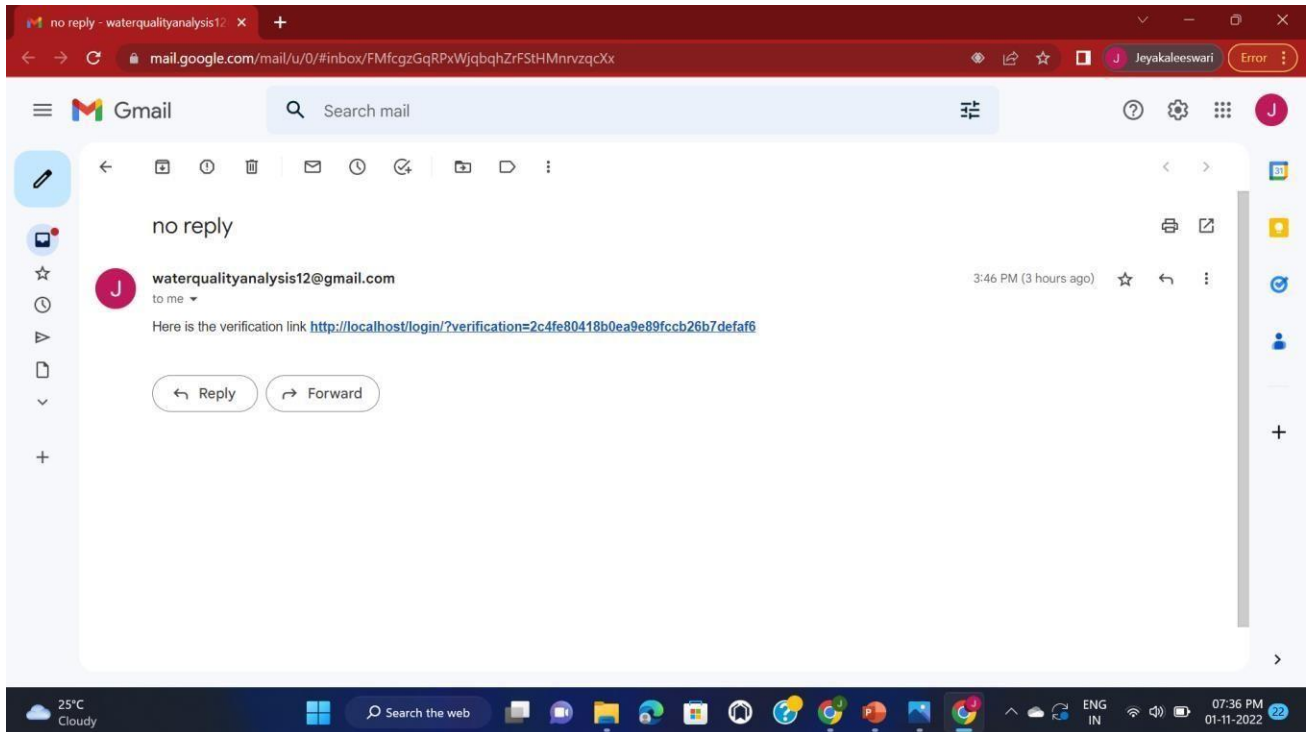 no reply - waterqualityanalysis12
mail.google.com/mail/u/0/#inbox/FMfcgzGqRPxWjqbqhZrFStHMnrvzqcXx
J Jeyakaleeswari
Error
Gmail
Search mail
J
31
no reply
J
waterqualityanalysis12@gmail.com
3:46 PM (3 hours ago)
to me
Here is the verification link http://localhost/login/?verification=2c4fe80418b0ea9e89fccb26b7defaf6
Reply
Forward
25°C
Cloudy
Search the web
ENG
IN
07:36 PM
01-11-2022
22